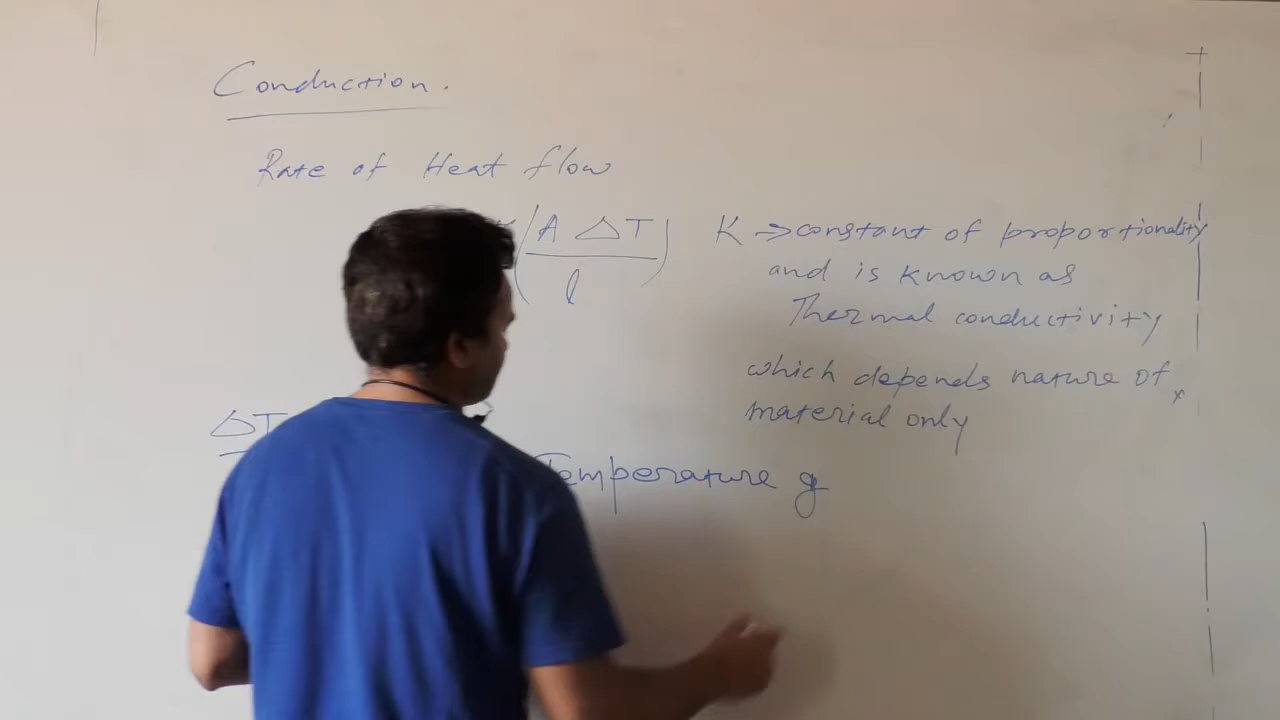 Conduction.
Rate of Heat flow
(A ΔT)
l
K → constant of proportionality
and is known as
Thermal conductivity
which depends nature of
material only
ΔT
Temperature g